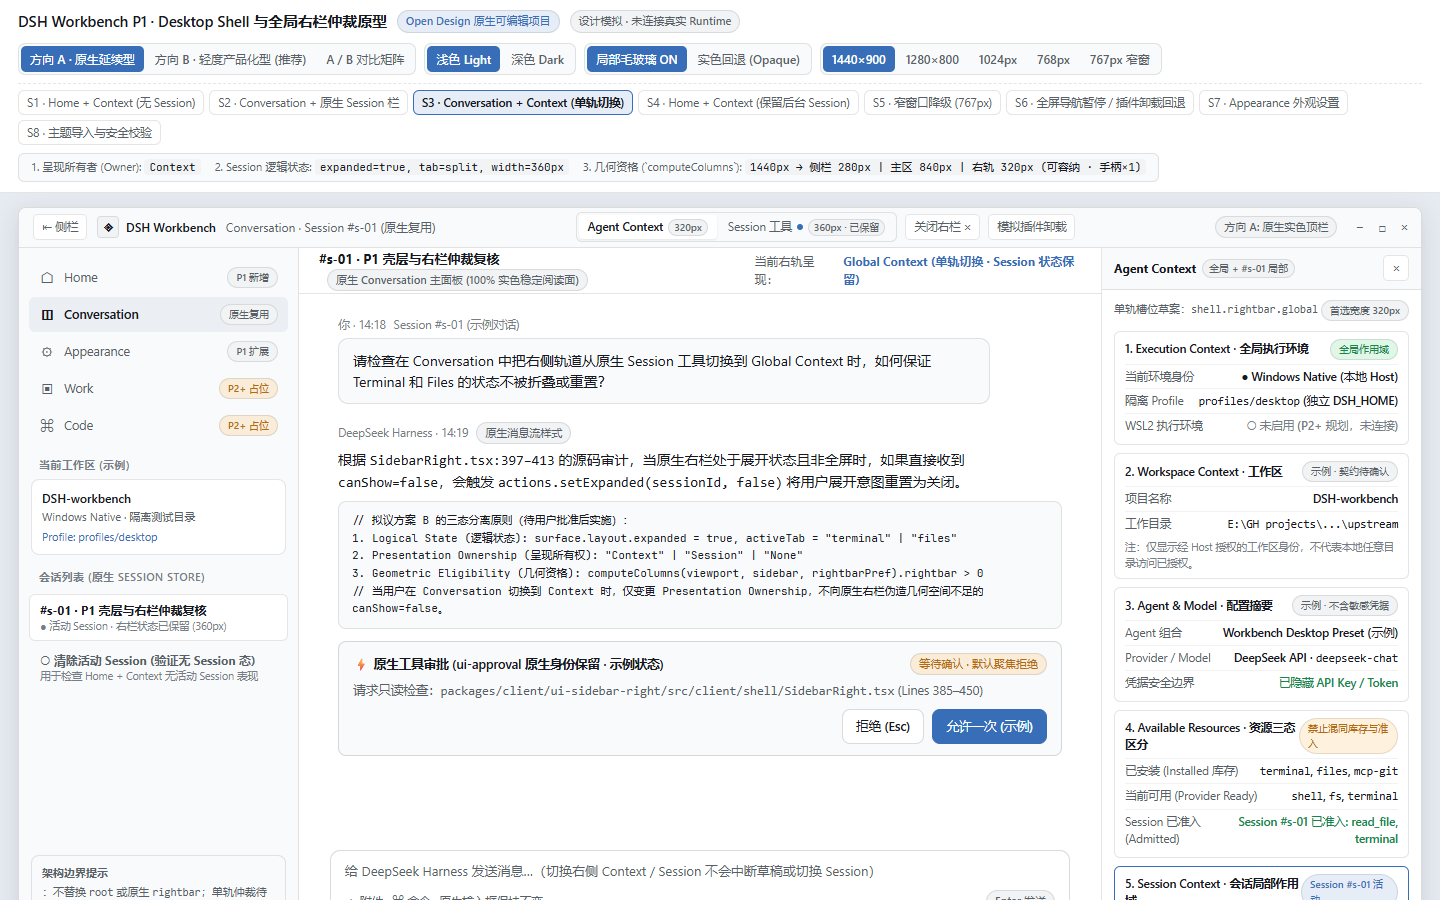 DSH Workbench P1 · Desktop Shell 与全局右栏仲裁原型 Open Design 原生可编辑项目 设计模拟 · 未连接真实 Runtime
方向 A · 原生延续型 方向 B · 轻度产品化型 (推荐) A / B 对比矩阵 浅色 Light 深色 Dark 局部毛玻璃 ON 实色回退 (Opaque) 1440×900 1280×800 1024px 768px 767px 窄窗
S1 · Home + Context (无 Session) S2 · Conversation + 原生 Session 栏 S3 · Conversation + Context (单轨切换) S4 · Home + Context (保留后台 Session) S5 · 窄窗口降级 (767px) S6 · 全屏导航暂停 / 插件卸载回退 S7 · Appearance 外观设置
S8 · 主题导入与安全校验
1. 呈现所有者 (Owner): Context 2. Session 逻辑状态: expanded=true, tab=split, width=360px 3. 几何资格 (`computeColumns`): 1440px → 侧栏 280px | 主区 840px | 右轨 320px (可容纳 · 手柄×1)
⇤ 侧栏 ◈ DSH Workbench Conversation · Session #s-01 (原生复用) Agent Context 320px Session 工具 ● 360px · 已保留 关闭右栏 × 模拟插件卸载 方向 A: 原生实色顶栏 – □ ×
Home P1 新增
Conversation 原生复用
Appearance P1 扩展
Work P2+ 占位
Code P2+ 占位
当前工作区 (示例)
DSH-workbench
Windows Native · 隔离测试目录
Profile: profiles/desktop
会话列表 (原生 SESSION STORE)
#s-01 · P1 壳层与右栏仲裁复核
● 活动 Session · 右栏状态已保留 (360px)
○ 清除活动 Session (验证无 Session 态)
用于检查 Home + Context 无活动 Session 表现
架构边界提示
：不替换 root 或原生 rightbar；单轨仲裁待
#s-01 · P1 壳层与右栏仲裁复核
原生 Conversation 主面板 (100% 实色稳定阅读面)
当前右轨呈现：
Global Context (单轨切换 · Session 状态保留)
你 · 14:18 Session #s-01 (示例对话)
请检查在 Conversation 中把右侧轨道从原生 Session 工具切换到 Global Context 时，如何保证
Terminal 和 Files 的状态不被折叠或重置？
DeepSeek Harness · 14:19 原生消息流样式
根据 SidebarRight.tsx:397–413 的源码审计，当原生右栏处于展开状态且非全屏时，如果直接收到
canShow=false，会触发 actions.setExpanded(sessionId, false) 将用户展开意图重置为关闭。
// 拟议方案 B 的三态分离原则 (待用户批准后实施)：
1. Logical State (逻辑状态): surface.layout.expanded = true, activeTab = "terminal" | "files"
2. Presentation Ownership (呈现所有权): "Context" | "Session" | "None"
3. Geometric Eligibility (几何资格): computeColumns(viewport, sidebar, rightbarPref).rightbar > 0
// 当用户在 Conversation 切换到 Context 时，仅变更 Presentation Ownership，不向原生右栏伪造几何空间不足的
canShow=false。
⚡ 原生工具审批 (ui-approval 原生身份保留 · 示例状态) 等待确认 · 默认聚焦拒绝
请求只读检查：packages/client/ui-sidebar-right/src/client/shell/SidebarRight.tsx (Lines 385–450)
拒绝 (Esc) 允许一次 (示例)
给 DeepSeek Harness 发送消息… (切换右侧 Context / Session 不会中断草稿或切换 Session)
Agent Context 全局 + #s-01 局部 ×
单轨槽位草案：shell.rightbar.global 首选宽度 320px
1. Execution Context · 全局执行环境 全局作用域
当前环境身份 ● Windows Native (本地 Host)
隔离 Profile profiles/desktop (独立 DSH_HOME)
WSL2 执行环境 ○ 未启用 (P2+ 规划，未连接)
2. Workspace Context · 工作区 示例 · 契约待确认
项目名称 DSH-workbench
工作目录 E:\GH projects\...\upstream
注：仅显示经 Host 授权的工作区身份，不代表本地任意目
录访问已授权。
3. Agent & Model · 配置摘要 示例 · 不含敏感凭据
Agent 组合 Workbench Desktop Preset (示例)
Provider / Model DeepSeek API · deepseek-chat
凭据安全边界 已隐藏 API Key / Token
4. Available Resources · 资源三态区分 禁止混同库存与准入
已安装 (Installed 库存) terminal, files, mcp-git
当前可用 (Provider Ready) shell, fs, terminal
Session 已准入 (Admitted) Session #s-01 已准入: read_file, terminal
5. Session Context · 会话局部作用域 Session #s-01 活动